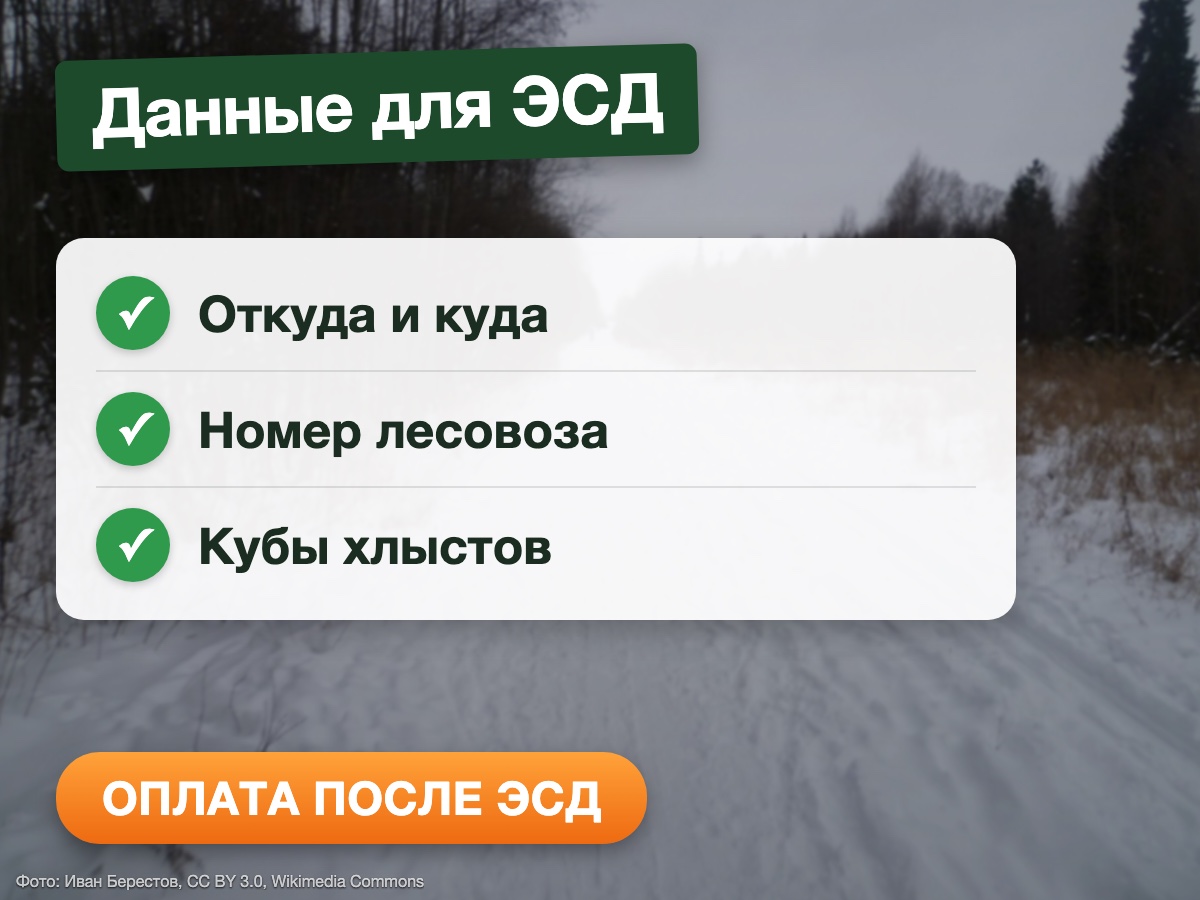 Данные для ЭСД
Откуда и куда
Номер лесовоза
Кубы хлыстов
ОПЛАТА ПОСЛЕ ЭСД
Фото: Иван Берестов, CC BY 3.0, Wikimedia Commons